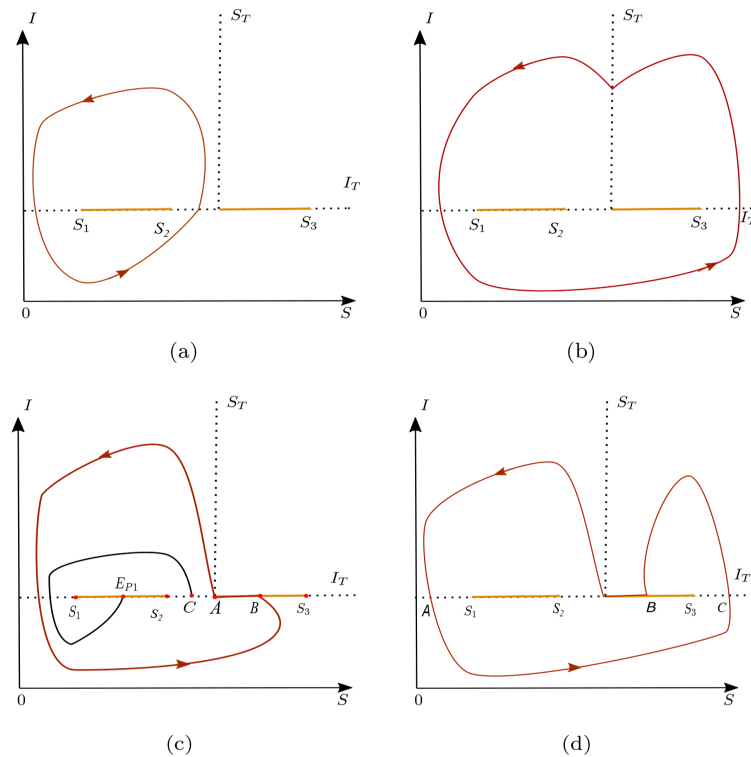 I
S_T
I_T
S_1
S_2
S_3
0
S
(a)
I
S_T
I_T
S_1
S_2
S_3
0
S
(b)
I
S_T
I_T
E_{P1}
S_1
S_2
C
A
B
S_3
0
S
(c)
I
S_T
I_T
A
S_1
S_2
B
S_3
C
0
S
(d)